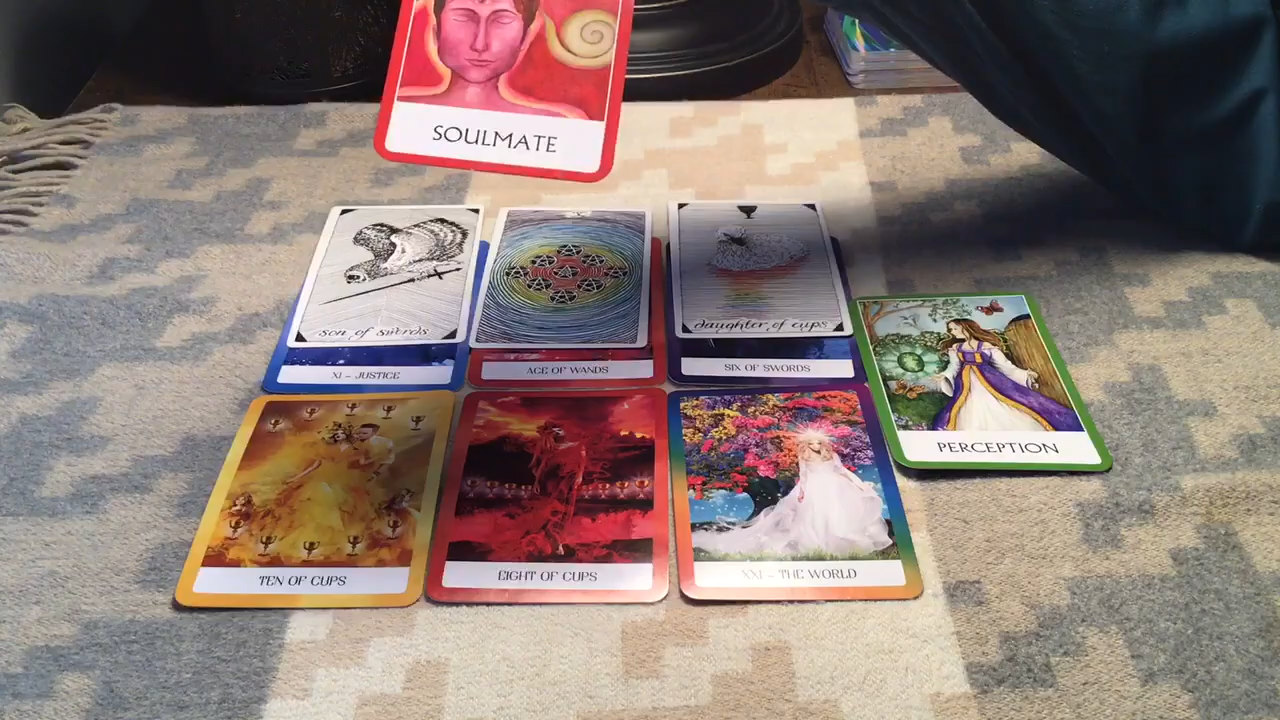 SOULMATE
X
son of swords
daughter of cups
XI – JUSTICE
ACE OF WANDS
SIX OF SWORDS
PERCEPTION
TEN OF CUPS
EIGHT OF CUPS
XXI – THE WORLD